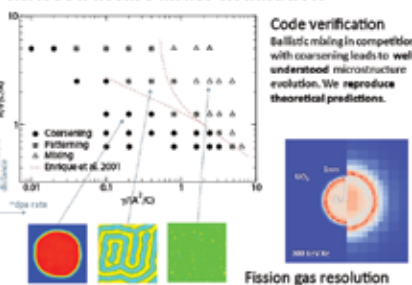 Code verification
Ballistic mixing in competition
with coarsening leads to well
understood microstructure
evolution. We reproduce
theoretical predictions.
1
Coarsening
Patterning
Mixing
Enrique et al. 2001
0.01
0.1
1
10
distance
~dpa rate
5nm
Fission gas resolution